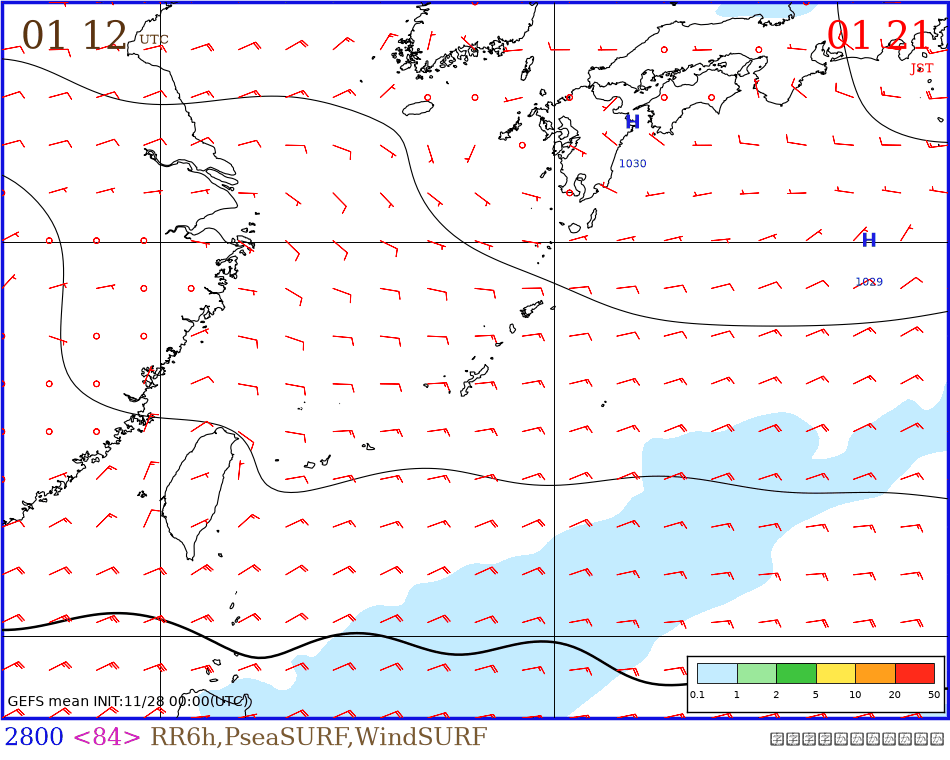 01 12 UTC
01 21
JST
H
1030
H
1029
0.1 1 2 5 10 20 50
GEFS mean INIT:11/28 00:00(UTC)
2800 <84> RR6h,PseaSURF,WindSURF